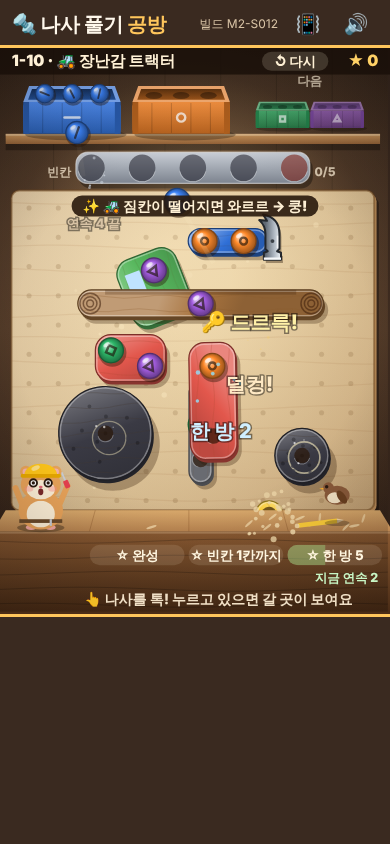 나사 풀기 공방
빌드 M2-S012
1-10 · 장난감 트랙터
다시
★ 0
다음
빈칸
0/5
짐칸이 떨어지면 와르르 → 쿵!
연속 4 끝
드르륵!
덜컹!
한 방 2
☆ 완성
☆ 빈칸 1칸까지
☆ 한 방 5
지금 연속 2
나사를 톡! 누르고 있으면 갈 곳이 보여요